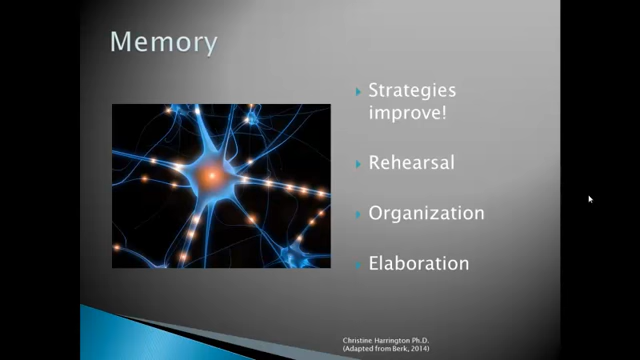 Memory
Strategies
improve!
Rehearsal
Organization
Elaboration
Christine Harrington Ph.D.
(Adapted from Berk, 2014)